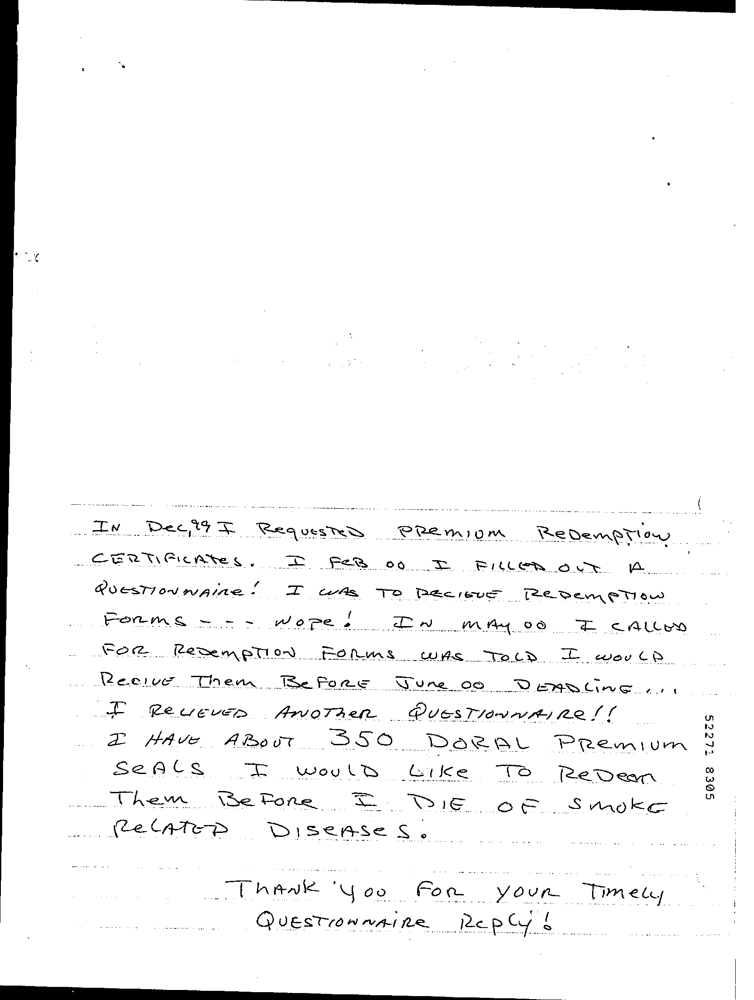 IN Dec,99 I RequesTeD PRemIum ReDempTion
CERTIFICATes. I FeB 00 I FILLED OUT A
QuesTionnaire! I was TO RECIEVE ReDempTION
FORMS --- Nope! IN MAY 00 I CALLED
FOR ReDemPTION FORMS WAS TOLD I would
Recive Them BeFORE June 00 DEADLine...
I RecieveD ANOTher QuesTIONNAIRe!!
I HAVE ABouT 350 DORAL Premium
SeALS I would Like TO ReDeem
Them BeFore I DIE OF Smoke
ReLATED DiseAses.
ThANK You FOR YOUR Timely
QuesTIONNAIRe Reply!
52271 8305